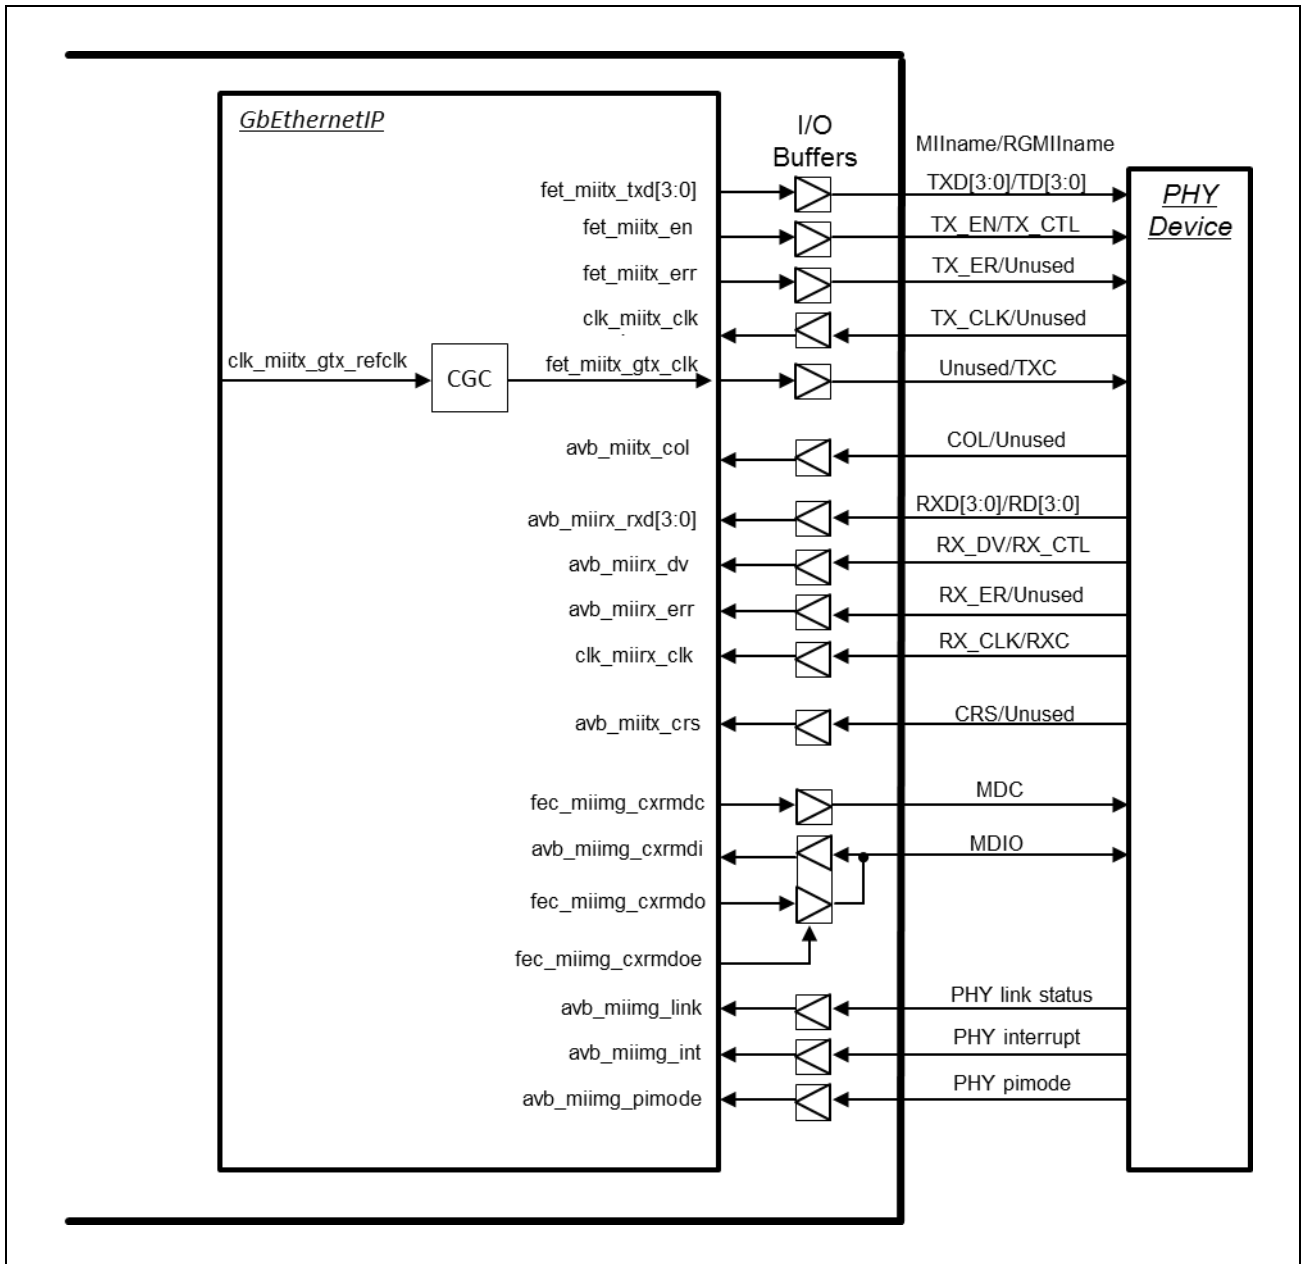 GbEthernetIP
I/O
Buffers
MIIname/RGMIIname
PHY
Device
fet_miitx_txd[3:0]
TXD[3:0]/TD[3:0]
fet_miitx_en
TX_EN/TX_CTL
fet_miitx_err
TX_ER/Unused
clk_miitx_clk
TX_CLK/Unused
clk_miitx_gtx_refclk
CGC
fet_miitx_gtx_clk
Unused/TXC
avb_miitx_col
COL/Unused
avb_miirx_rxd[3:0]
RXD[3:0]/RD[3:0]
avb_miirx_dv
RX_DV/RX_CTL
avb_miirx_err
RX_ER/Unused
clk_miirx_clk
RX_CLK/RXC
avb_miitx_crs
CRS/Unused
fec_miimg_cxrmdc
MDC
avb_miimg_cxrmdi
MDIO
fec_miimg_cxrmdo
fec_miimg_cxrmdoe
avb_miimg_link
PHY link status
avb_miimg_int
PHY interrupt
avb_miimg_pimode
PHY pimode